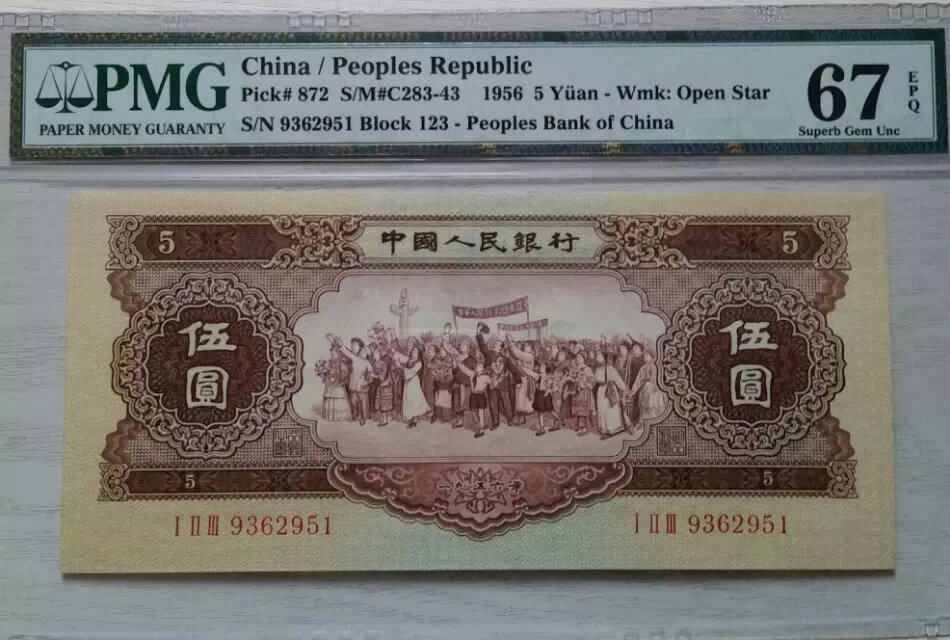 PMG
PAPER MONEY GUARANTY
China / Peoples Republic
Pick# 872 S/M#C283-43 1956 5 Yüan - Wmk: Open Star
S/N 9362951 Block 123 - Peoples Bank of China
67 EPQ
Superb Gem Unc
5 中國人民銀行 5
伍圓 伍圓
5 一九五六年 5
I II III 9362951 I II III 9362951